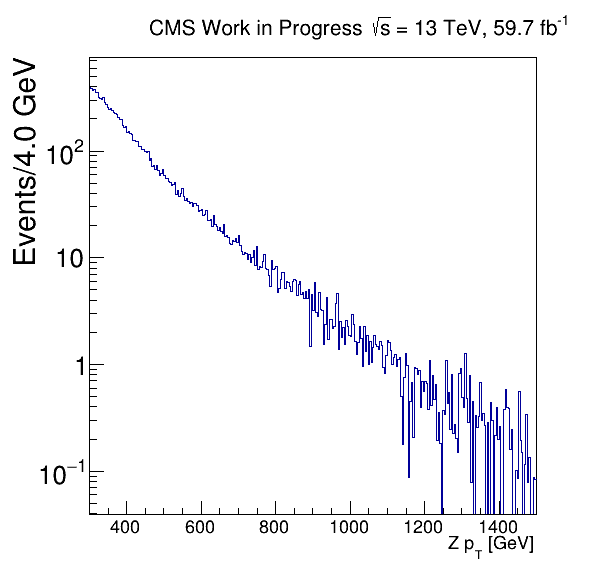 CMS Work in Progress √s = 13 TeV, 59.7 fb⁻¹
Events/4.0 GeV
10²
10
1
10⁻¹
400 600 800 1000 1200 1400
Z p_T [GeV]